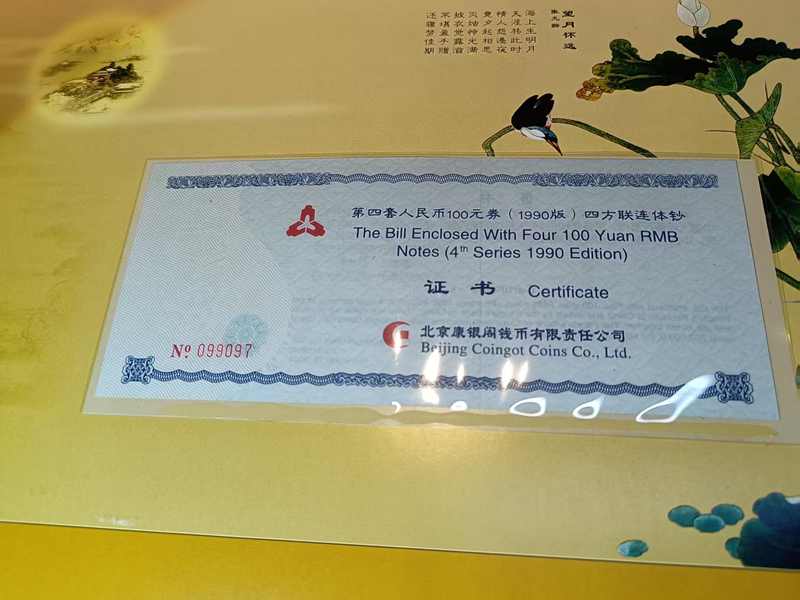 望月怀远
张九龄
海上生明月
天涯共此时
情人怨遥夜
竟夕起相思
灭烛怜光满
披衣觉露滋
不堪盈手赠
还寝梦佳期
第四套人民币100元券（1990版）四方联连体钞
The Bill Enclosed With Four 100 Yuan RMB
Notes (4th Series 1990 Edition)
证 书 Certificate
北京康银阁钱币有限责任公司
Beijing Coingot Coins Co., Ltd.
Nº 099097